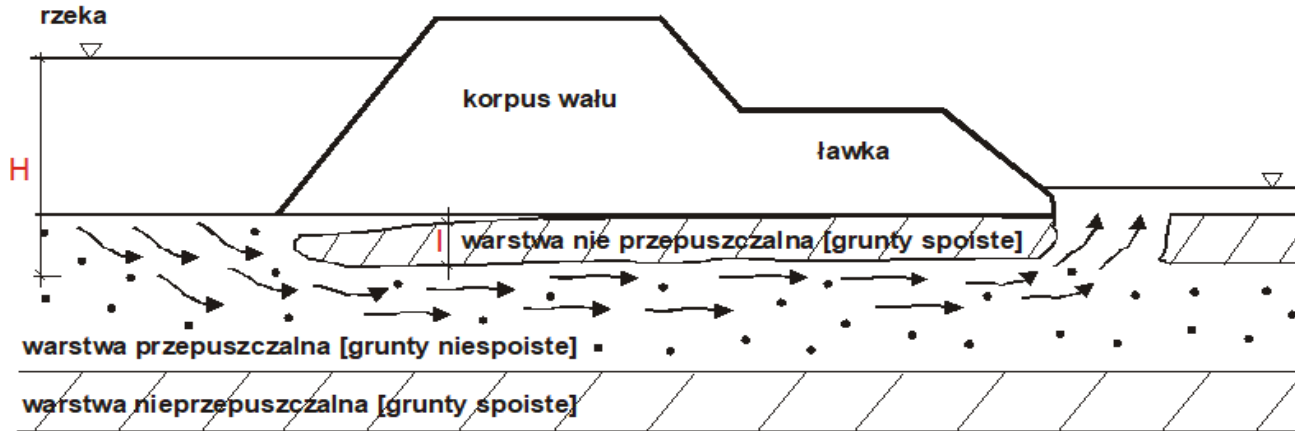 rzeka
korpus wału
ławka
H
l warstwa nie przepuszczalna [grunty spoiste]
warstwa przepuszczalna [grunty niespoiste]
warstwa nieprzepuszczalna [grunty spoiste]